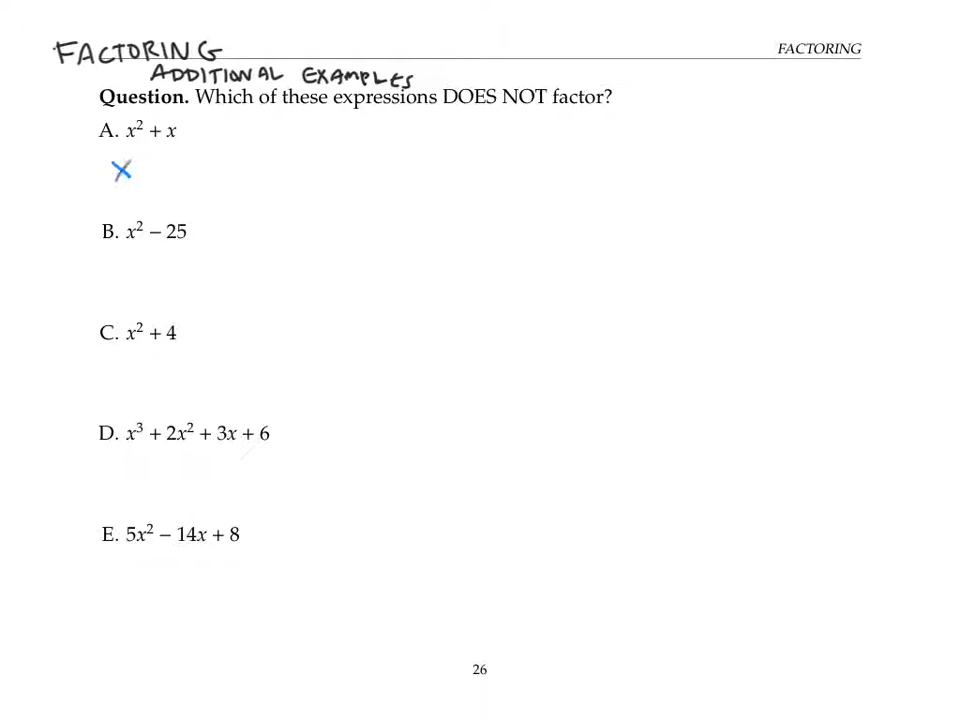 FACTORING
FACTORING
ADDITIONAL EXAMPLES
Question. Which of these expressions DOES NOT factor?
A. x² + x
x
B. x² − 25
C. x² + 4
D. x³ + 2x² + 3x + 6
E. 5x² − 14x + 8
26